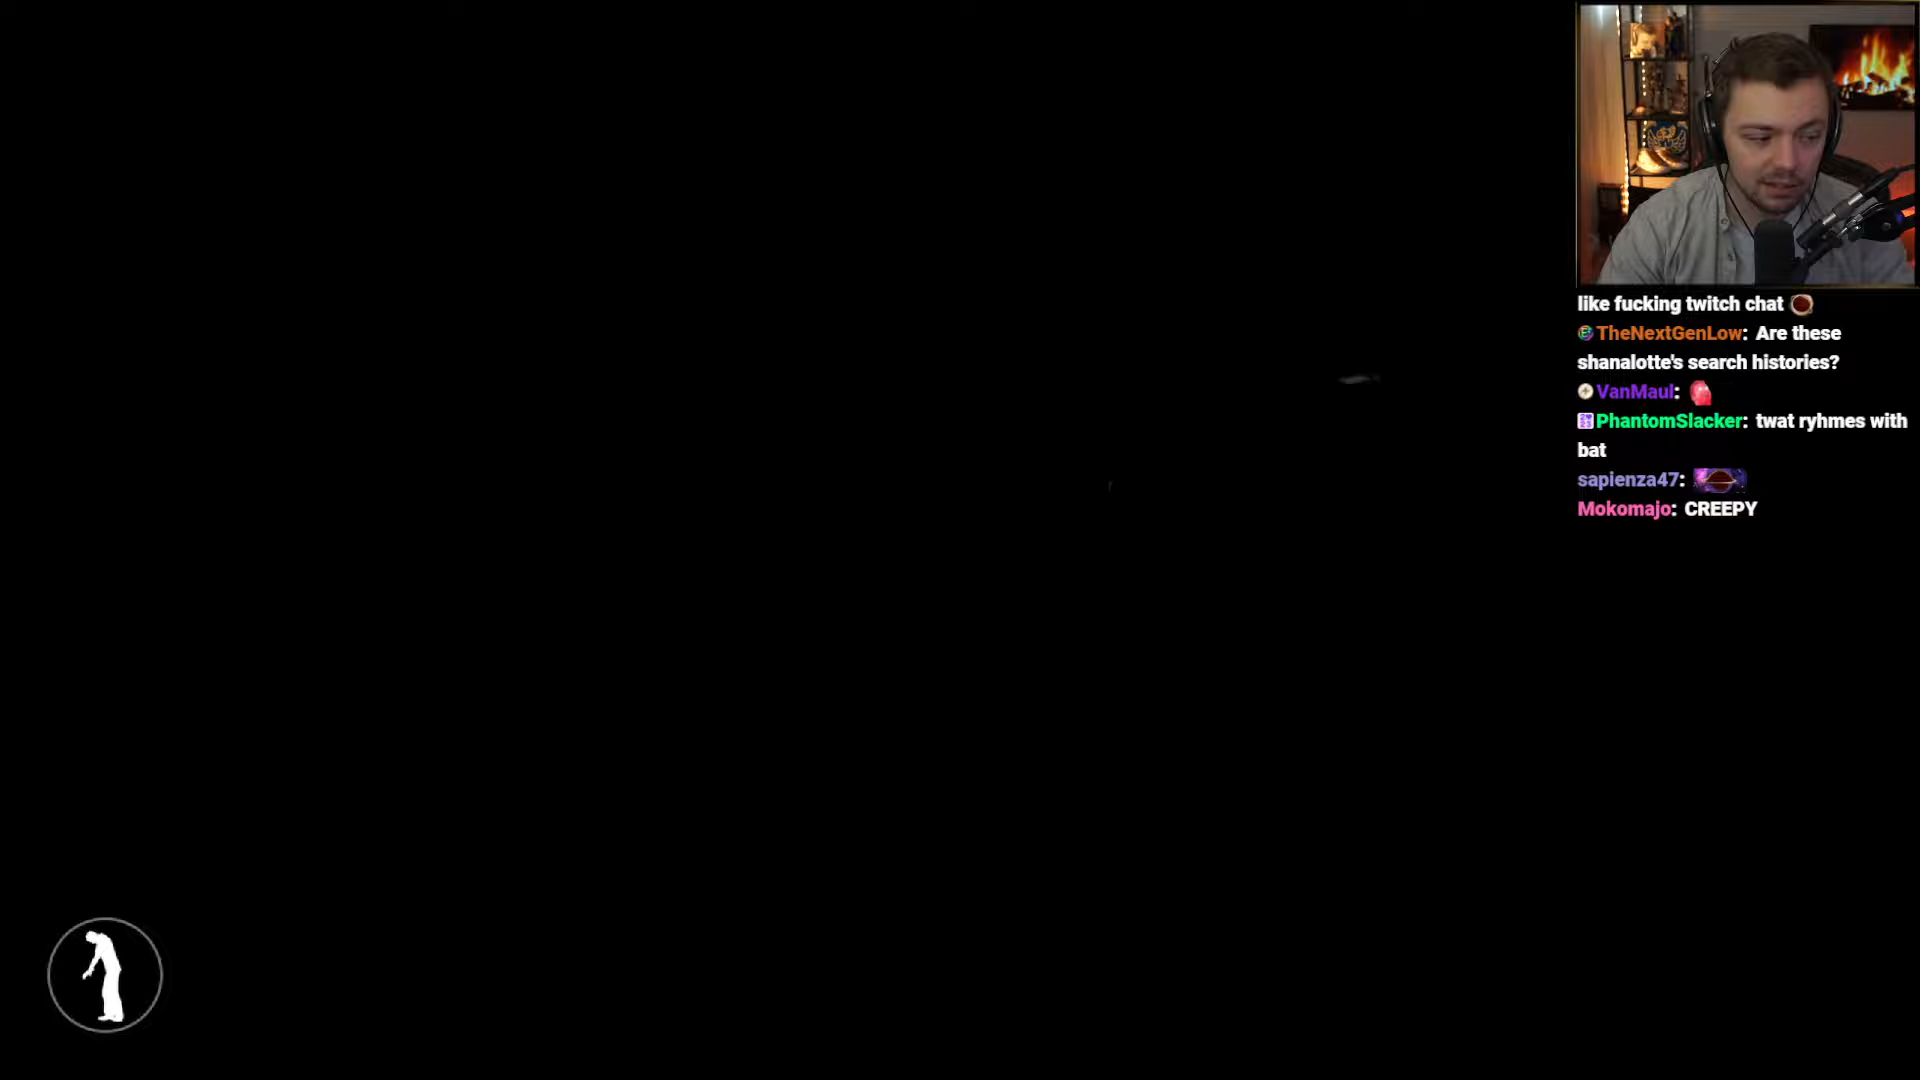 like fucking twitch chat
TheNextGenLow: Are these
shanalotte's search histories?
VanMaul:
PhantomSlacker: twat ryhmes with
bat
sapienza47:
Mokomajo: CREEPY